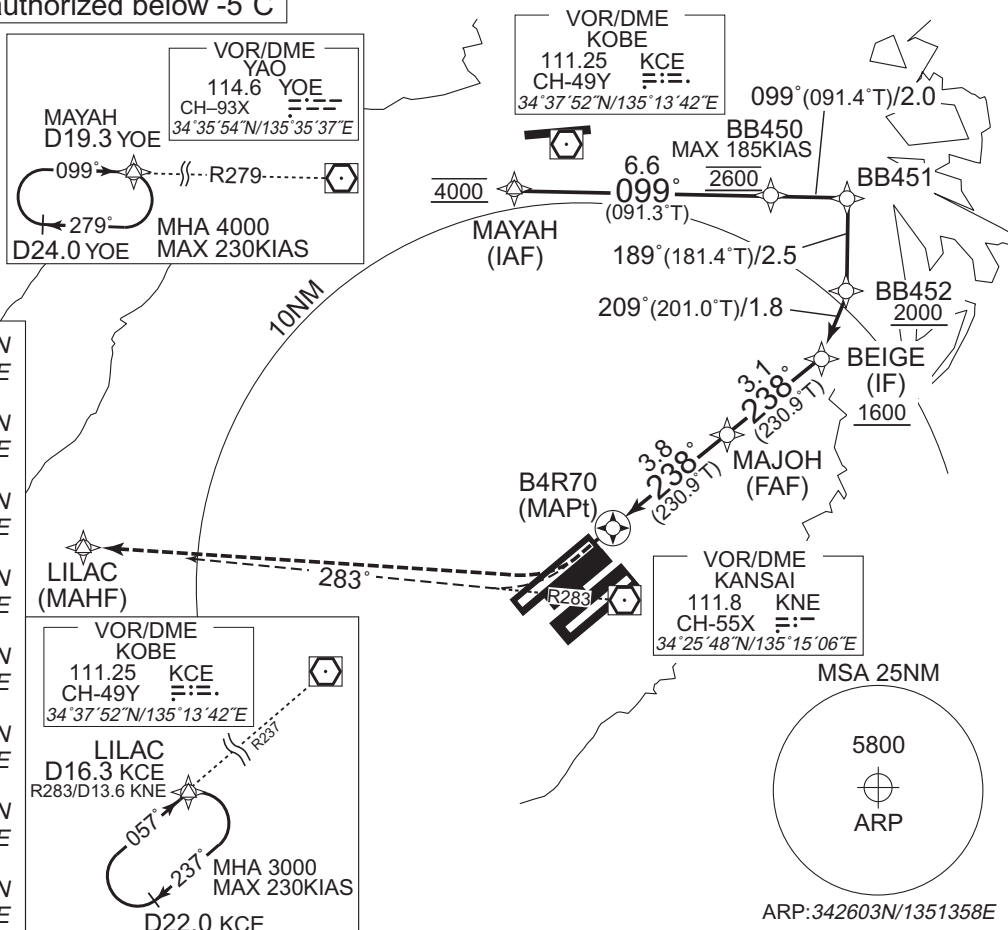 authorized below -5°C
VOR/DME
YAO
114.6 YOE
CH–93X
34°35´54˝N/135°35´37˝E
MAYAH
D19.3 YOE
099°
R279
279°
D24.0 YOE
MHA 4000
MAX 230KIAS
VOR/DME
KOBE
111.25 KCE
CH-49Y
34°37´52˝N/135°13´42˝E
099°(091.4°T)/2.0
BB450
MAX 185KIAS
2600
BB451
4000
6.6
099°
(091.3°T)
MAYAH
(IAF)
189°(181.4°T)/2.5
BB452
2000
209°(201.0°T)/1.8
10NM
BEIGE
(IF)
1600
3.1
238°
(230.9°T)
MAJOH
(FAF)
3.8
238°
(230.9°T)
B4R70
(MAPt)
LILAC
(MAHF)
283°
R283
VOR/DME
KANSAI
111.8 KNE
CH-55X
34°25´48˝N/135°15´06˝E
N
E
N
E
N
E
N
E
N
E
N
E
N
E
N
E
VOR/DME
KOBE
111.25 KCE
CH-49Y
34°37´52˝N/135°13´42˝E
R237
LILAC
D16.3 KCE
R283/D13.6 KNE
057°
237°
MHA 3000
MAX 230KIAS
D22.0 KCE
MSA 25NM
5800
ARP
ARP:342603N/1351358E